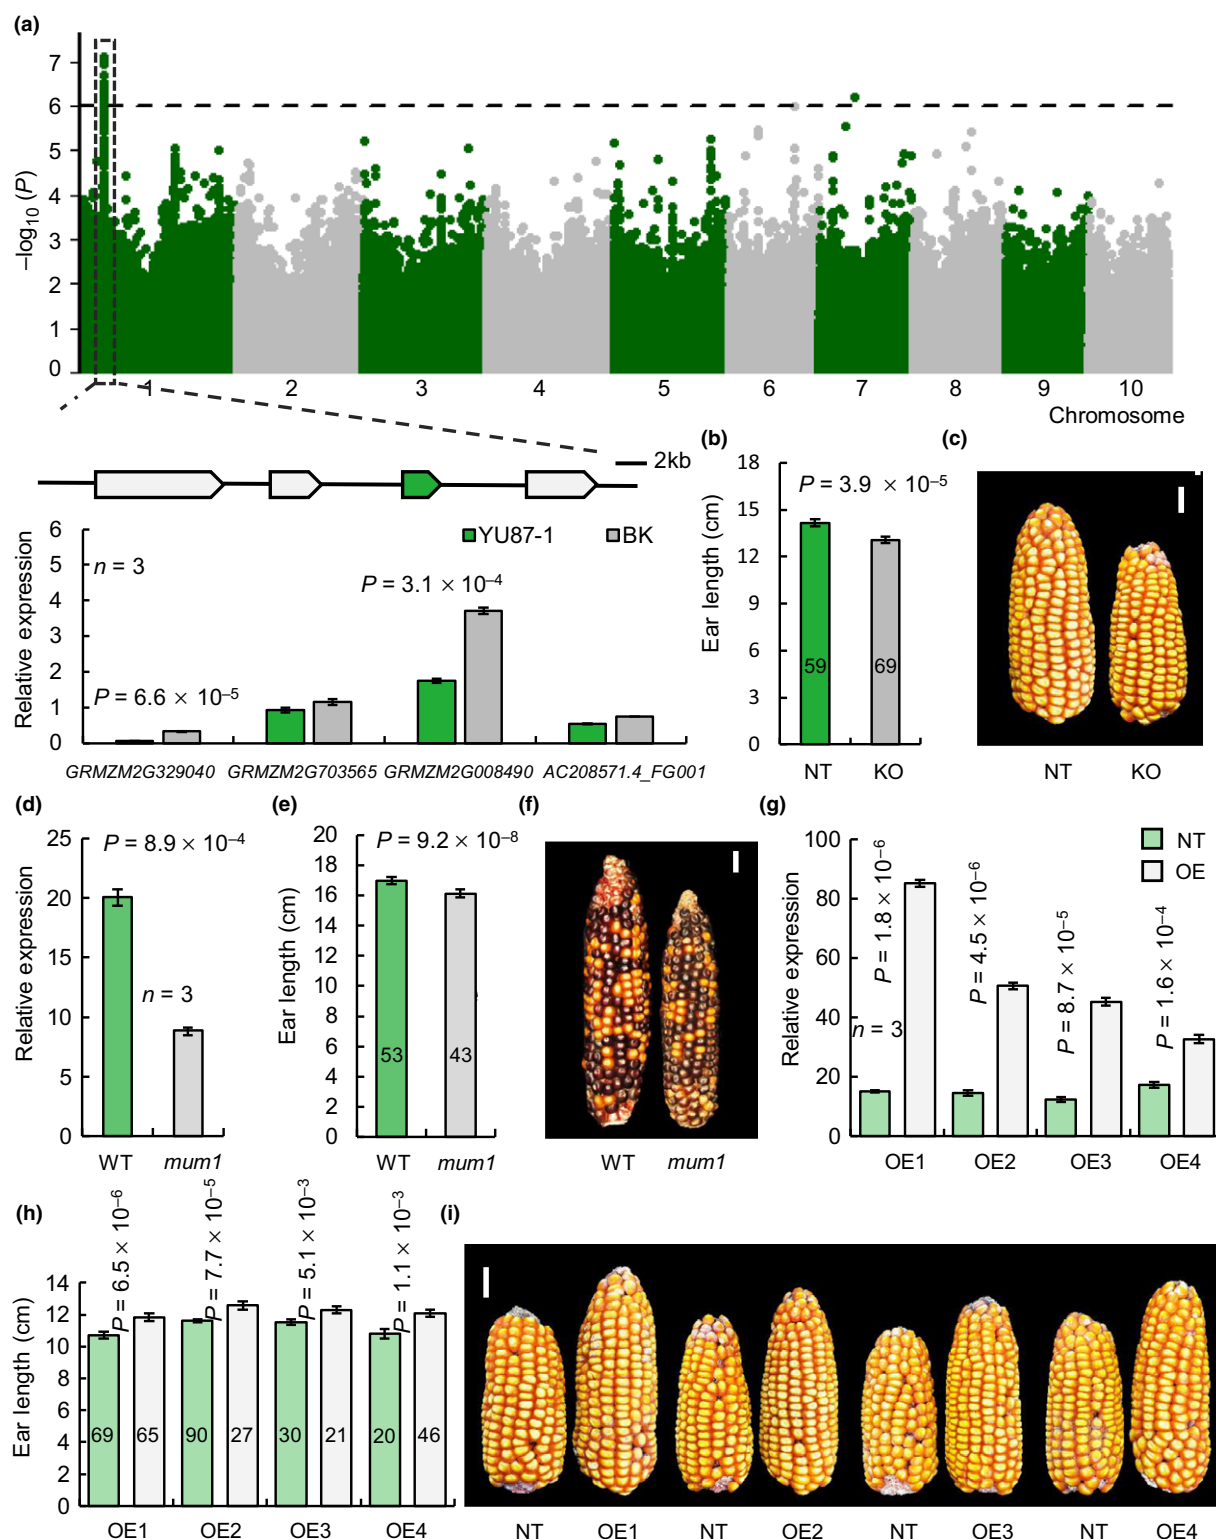 (a)
7
6
5
4
3
2
1
0
–log10 (P)
1 2 3 4 5 6 7 8 9 10
Chromosome
2kb
YU87-1 BK
6
5
4
3
2
1
0
Relative expression
n = 3
P = 3.1 × 10–4
P = 6.6 × 10–5
GRMZM2G329040 GRMZM2G703565 GRMZM2G008490 AC208571.4_FG001
(b)
18
15
12
9
6
3
0
Ear length (cm)
P = 3.9 × 10–5
59 69
NT KO
(c)
NT KO
(d)
25
20
15
10
5
0
Relative expression
P = 8.9 × 10–4
n = 3
WT mum1
(e)
20
18
16
14
12
10
8
6
4
2
0
Ear length (cm)
P = 9.2 × 10–8
53 43
WT mum1
(f)
WT mum1
(g)
100
80
60
40
20
0
Relative expression
NT
OE
P = 1.8 × 10–6
P = 4.5 × 10–6
P = 8.7 × 10–5
P = 1.6 × 10–4
n = 3
OE1 OE2 OE3 OE4
(h)
14
12
10
8
6
4
2
0
Ear length (cm)
P = 6.5 × 10–6
P = 7.7 × 10–5
P = 5.1 × 10–3
P = 1.1 × 10–3
69 65 90 27 30 21 20 46
OE1 OE2 OE3 OE4
(i)
NT OE1 NT OE2 NT OE3 NT OE4